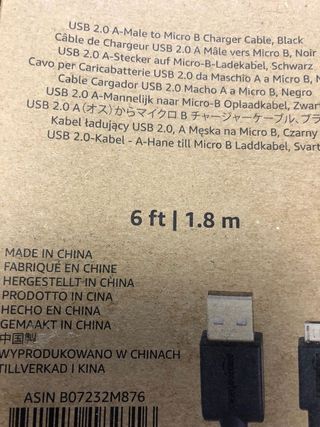 USB 2.0 A-Male to Micro B Charger Cable, Black
Câble de Chargeur USB 2.0 A Mâle vers Micro B, Noir
USB 2.0 A-Stecker auf Micro-B-Ladekabel, Schwarz
Cavo per Caricabatterie USB 2.0 da Maschio A a Micro B, N
Cable Cargador USB 2.0 Macho A a Micro B, Negro
USB 2.0 A-Mannelijk naar Micro B Oplaadkabel, Zwar
USB 2.0 A(オス)からマイクロ B チャージャーケーブル、ブラ
Kabel ładujący USB 2.0, A Męska na Micro B, Czarny
USB 2.0-Kabel - A-Hane till Micro B Laddkabel, Svart
6 ft | 1.8 m
MADE IN CHINA
FABRIQUÉ EN CHINE
HERGESTELLT IN CHINA
PRODOTTO IN CINA
HECHO EN CHINA
GEMAAKT IN CHINA
中国製
WYPRODUKOWANO W CHINACH
TILLVERKAD I KINA
ASIN B07232M876